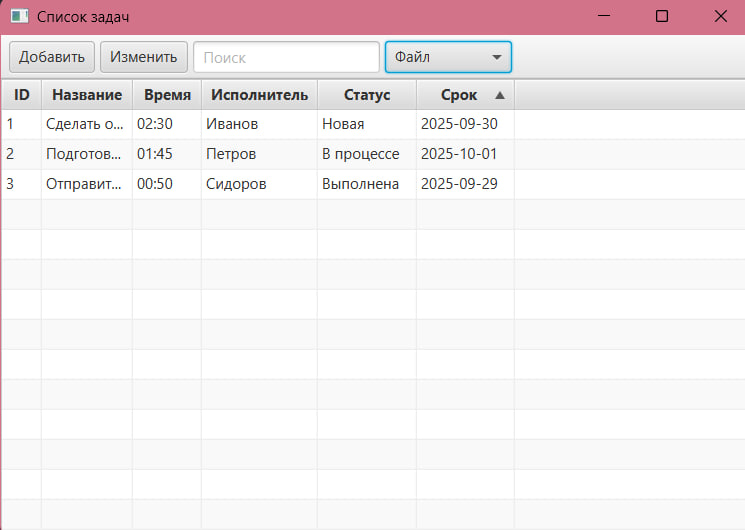 Список задач
Добавить Изменить Поиск Файл
ID Название Время Исполнитель Статус Срок
1 Сделать о... 02:30 Иванов Новая 2025-09-30
2 Подготов... 01:45 Петров В процессе 2025-10-01
3 Отправит... 00:50 Сидоров Выполнена 2025-09-29